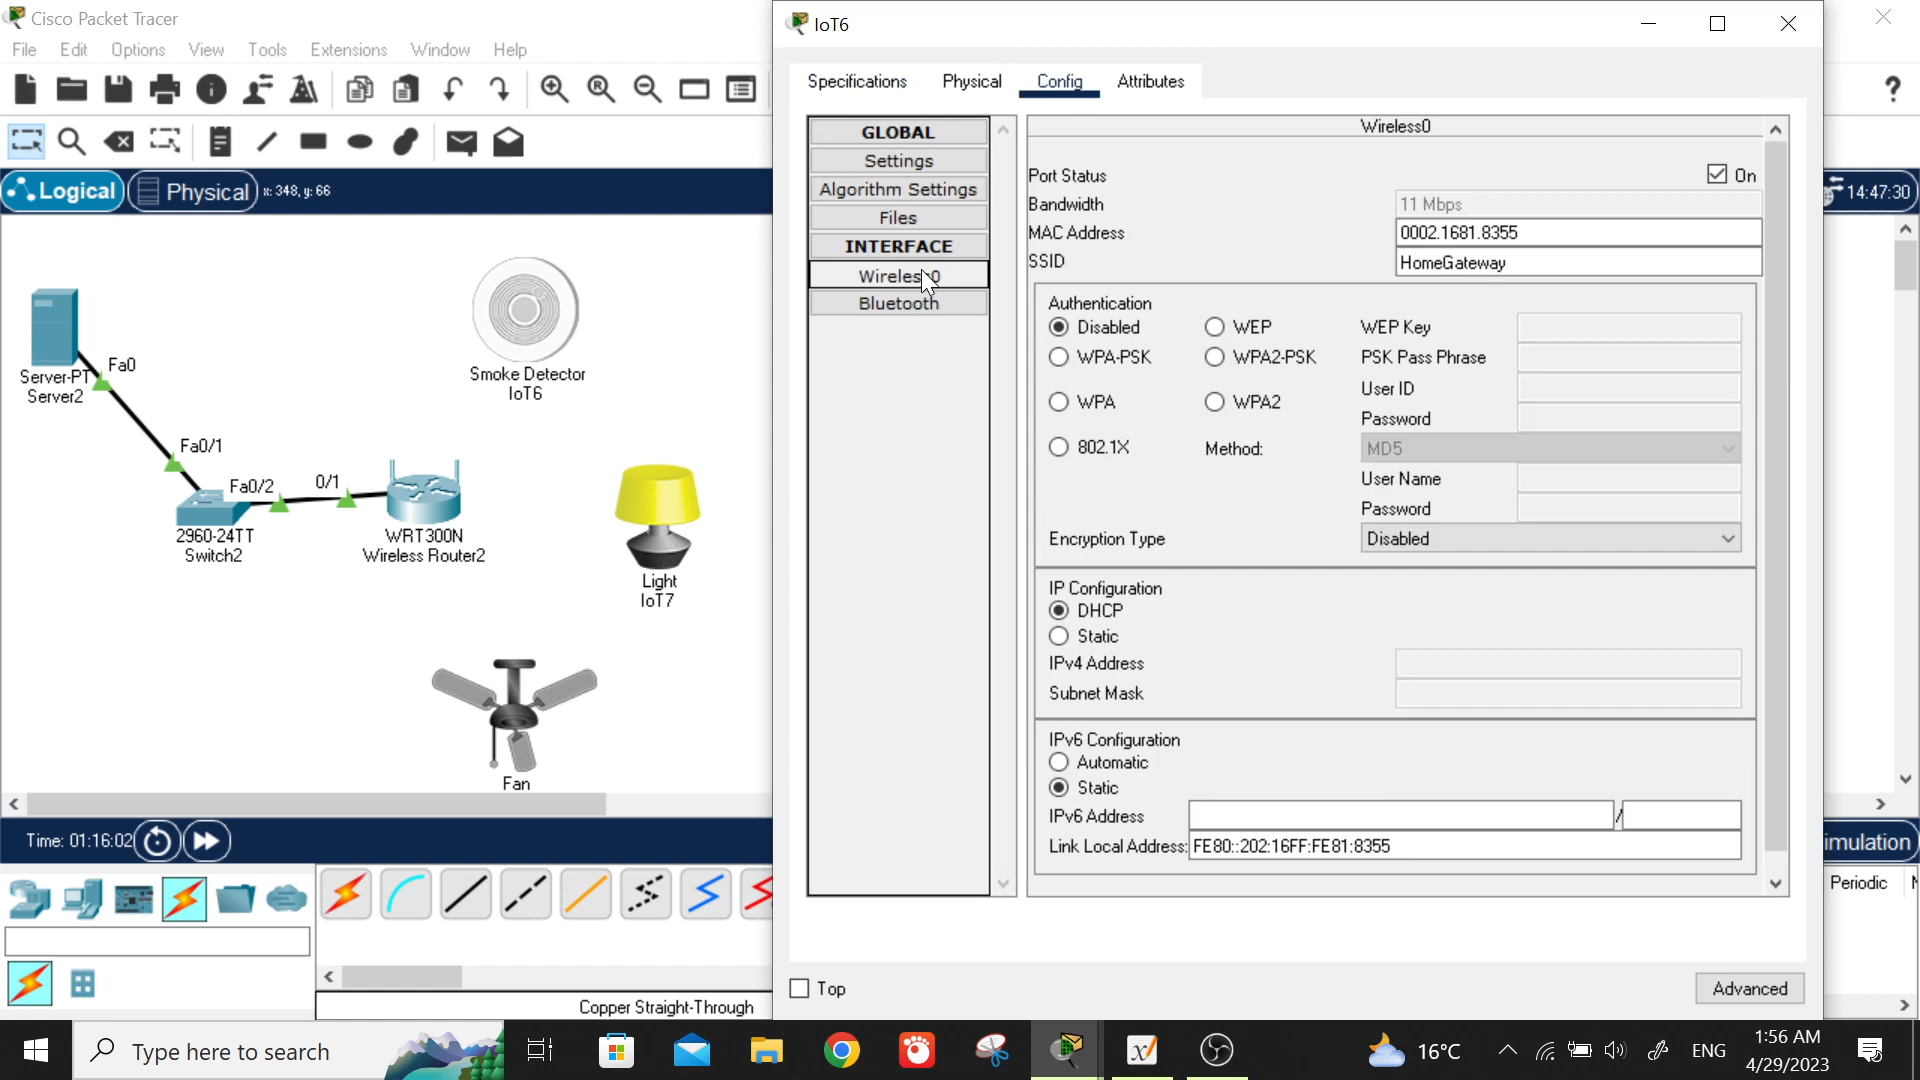 Cisco Packet Tracer
File Edit Options View Tools Extensions Window Help
Logical Physical x: 348, y: 66
Server-PT
Server2
Fa0
Fa0/1
Fa0/2
0/1
2960-24TT
Switch2
WRT300N
Wireless Router2
Smoke Detector
IoT6
Light
IoT7
Fan
Time: 01:16:02
Copper Straight-Through
IoT6
Specifications Physical Config Attributes
GLOBAL
Settings
Algorithm Settings
Files
INTERFACE
Wireless0
Bluetooth
Wireless0
Port Status On
Bandwidth 11 Mbps
MAC Address 0002.1681.8355
SSID HomeGateway
Authentication
Disabled WEP WEP Key
WPA-PSK WPA2-PSK PSK Pass Phrase
User ID
WPA WPA2
Password
802.1X Method: MD5
User Name
Password
Encryption Type Disabled
IP Configuration
DHCP
Static
IPv4 Address
Subnet Mask
IPv6 Configuration
Automatic
Static
IPv6 Address /
Link Local Address: FE80::202:16FF:FE81:8355
Top Advanced
14:47:30
imulation
Periodic
Type here to search
16°C ENG 1:56 AM
4/29/2023